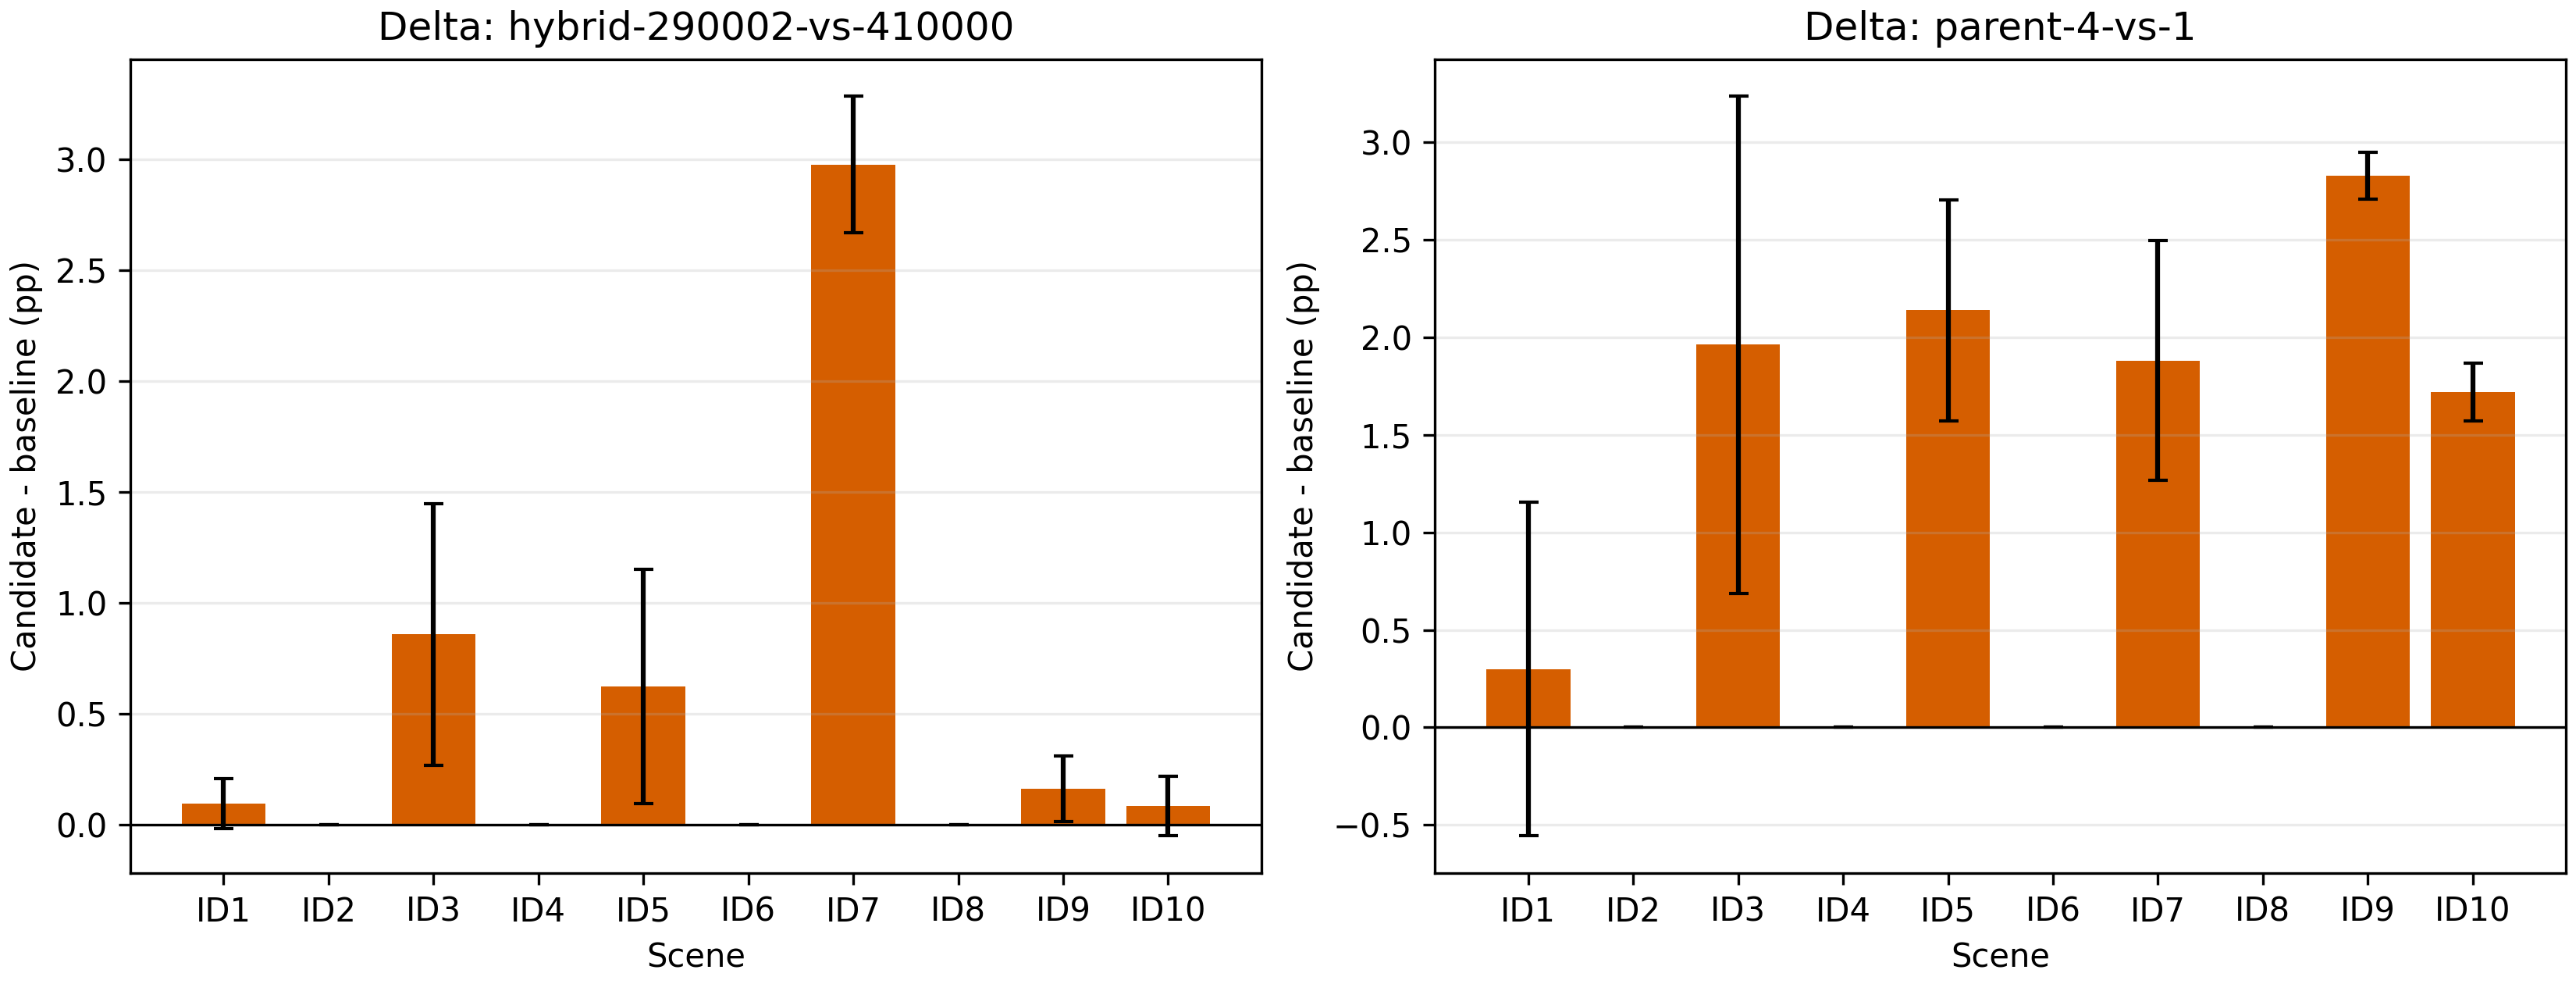 Delta: hybrid-290002-vs-410000
Candidate - baseline (pp)
3.0
2.5
2.0
1.5
1.0
0.5
0.0
ID1 ID2 ID3 ID4 ID5 ID6 ID7 ID8 ID9 ID10
Scene
Delta: parent-4-vs-1
Candidate - baseline (pp)
3.0
2.5
2.0
1.5
1.0
0.5
0.0
−0.5
ID1 ID2 ID3 ID4 ID5 ID6 ID7 ID8 ID9 ID10
Scene